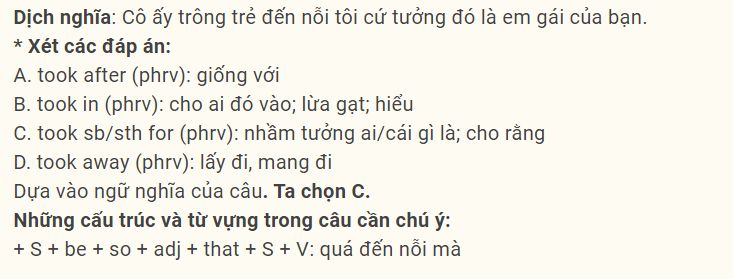 Dịch nghĩa: Cô ấy trông trẻ đến nỗi tôi cứ tưởng đó là em gái của bạn.
* Xét các đáp án:
A. took after (phrv): giống với
B. took in (phrv): cho ai đó vào; lừa gạt; hiểu
C. took sb/sth for (phrv): nhầm tưởng ai/cái gì là; cho rằng
D. took away (phrv): lấy đi, mang đi
Dựa vào ngữ nghĩa của câu. Ta chọn C.
Những cấu trúc và từ vựng trong câu cần chú ý:
+ S + be + so + adj + that + S + V: quá đến nỗi mà